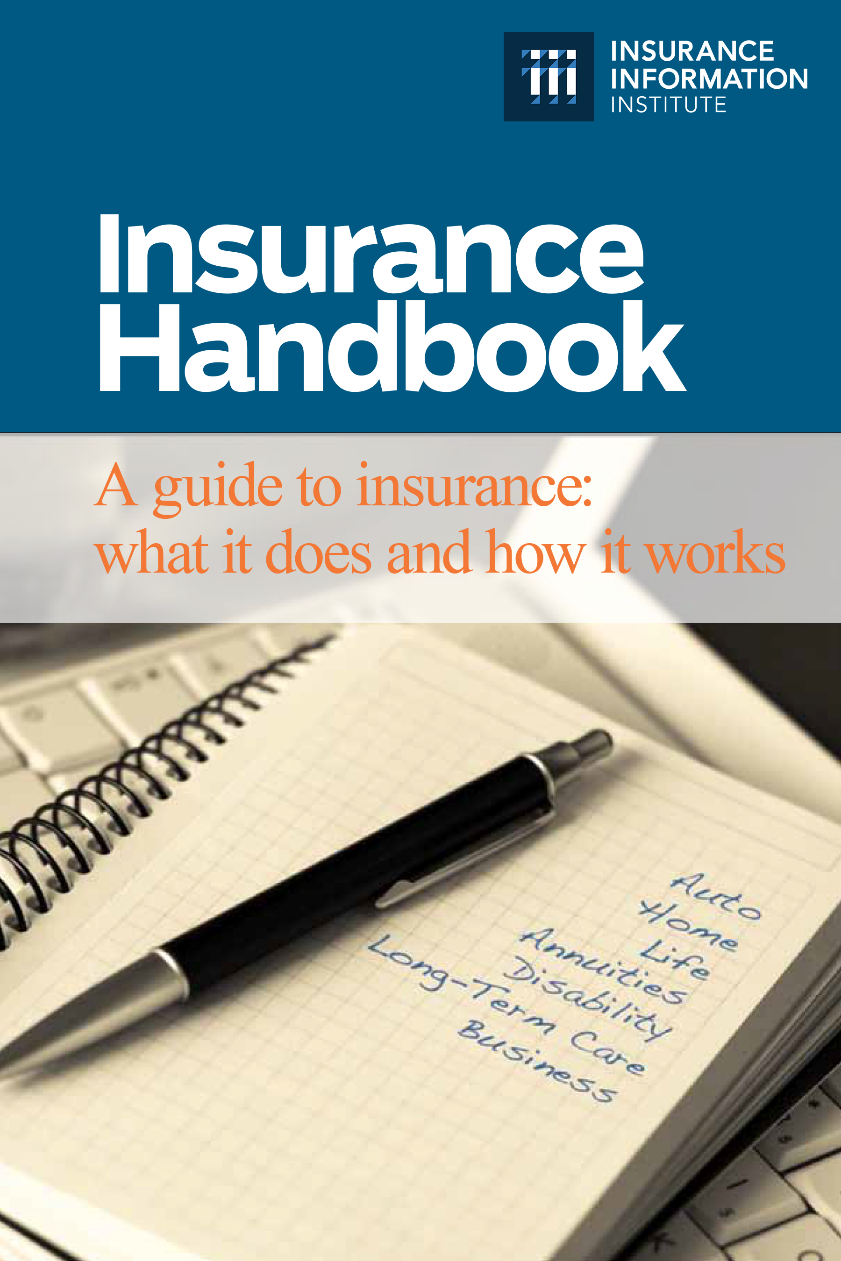 INSURANCE
INFORMATION
INSTITUTE
Insurance
Handbook
A guide to insurance:
what it does and how it works
Auto
Home
Life
Annuities
Disability
Long-Term Care
Business